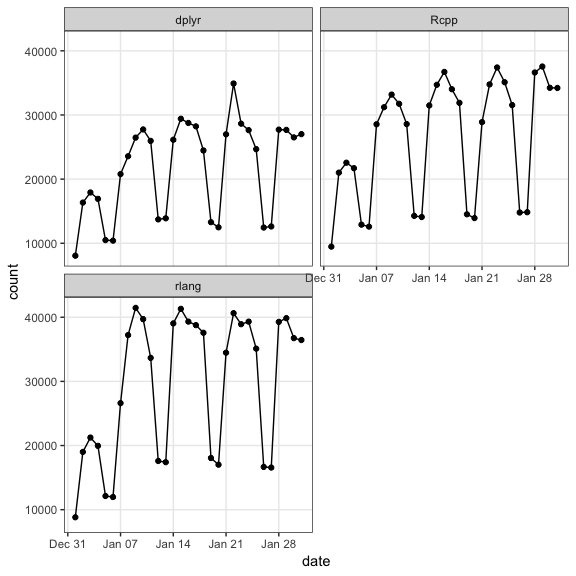 dplyr
Rcpp
40000
30000
20000
10000
Dec 31 Jan 07 Jan 14 Jan 21 Jan 28
rlang
40000
30000
20000
10000
Dec 31 Jan 07 Jan 14 Jan 21 Jan 28
count
date